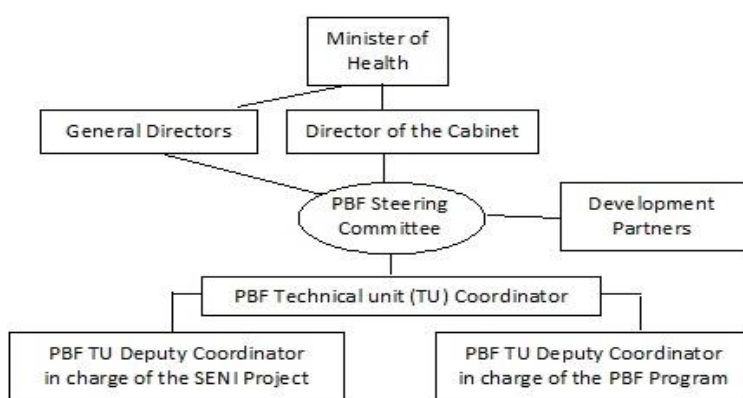 Minister of
Health
General Directors
Director of the Cabinet
PBF Steering
Committee
Development
Partners
PBF Technical unit (TU) Coordinator
PBF TU Deputy Coordinator
in charge of the SENI Project
PBF TU Deputy Coordinator
in charge of the PBF Program